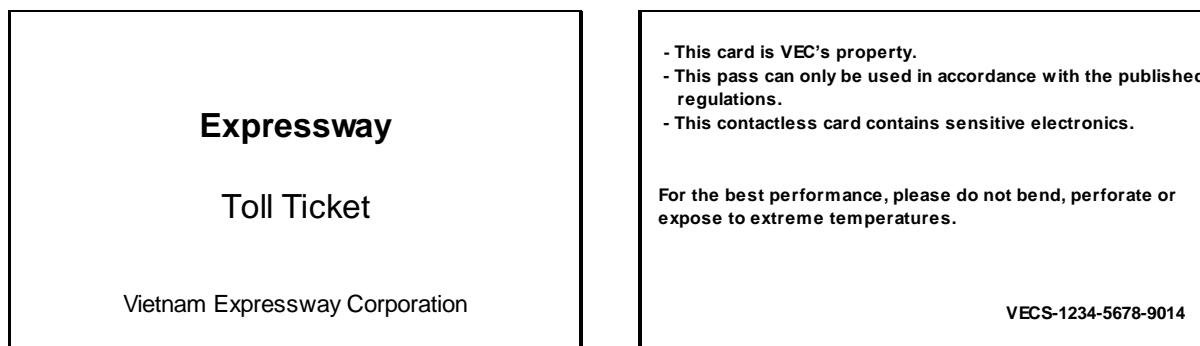 Expressway
Toll Ticket
Vietnam Expressway Corporation
- This card is VEC's property.
- This pass can only be used in accordance with the published
regulations.
- This contactless card contains sensitive electronics.
For the best performance, please do not bend, perforate or
expose to extreme temperatures.
VECS-1234-5678-9014